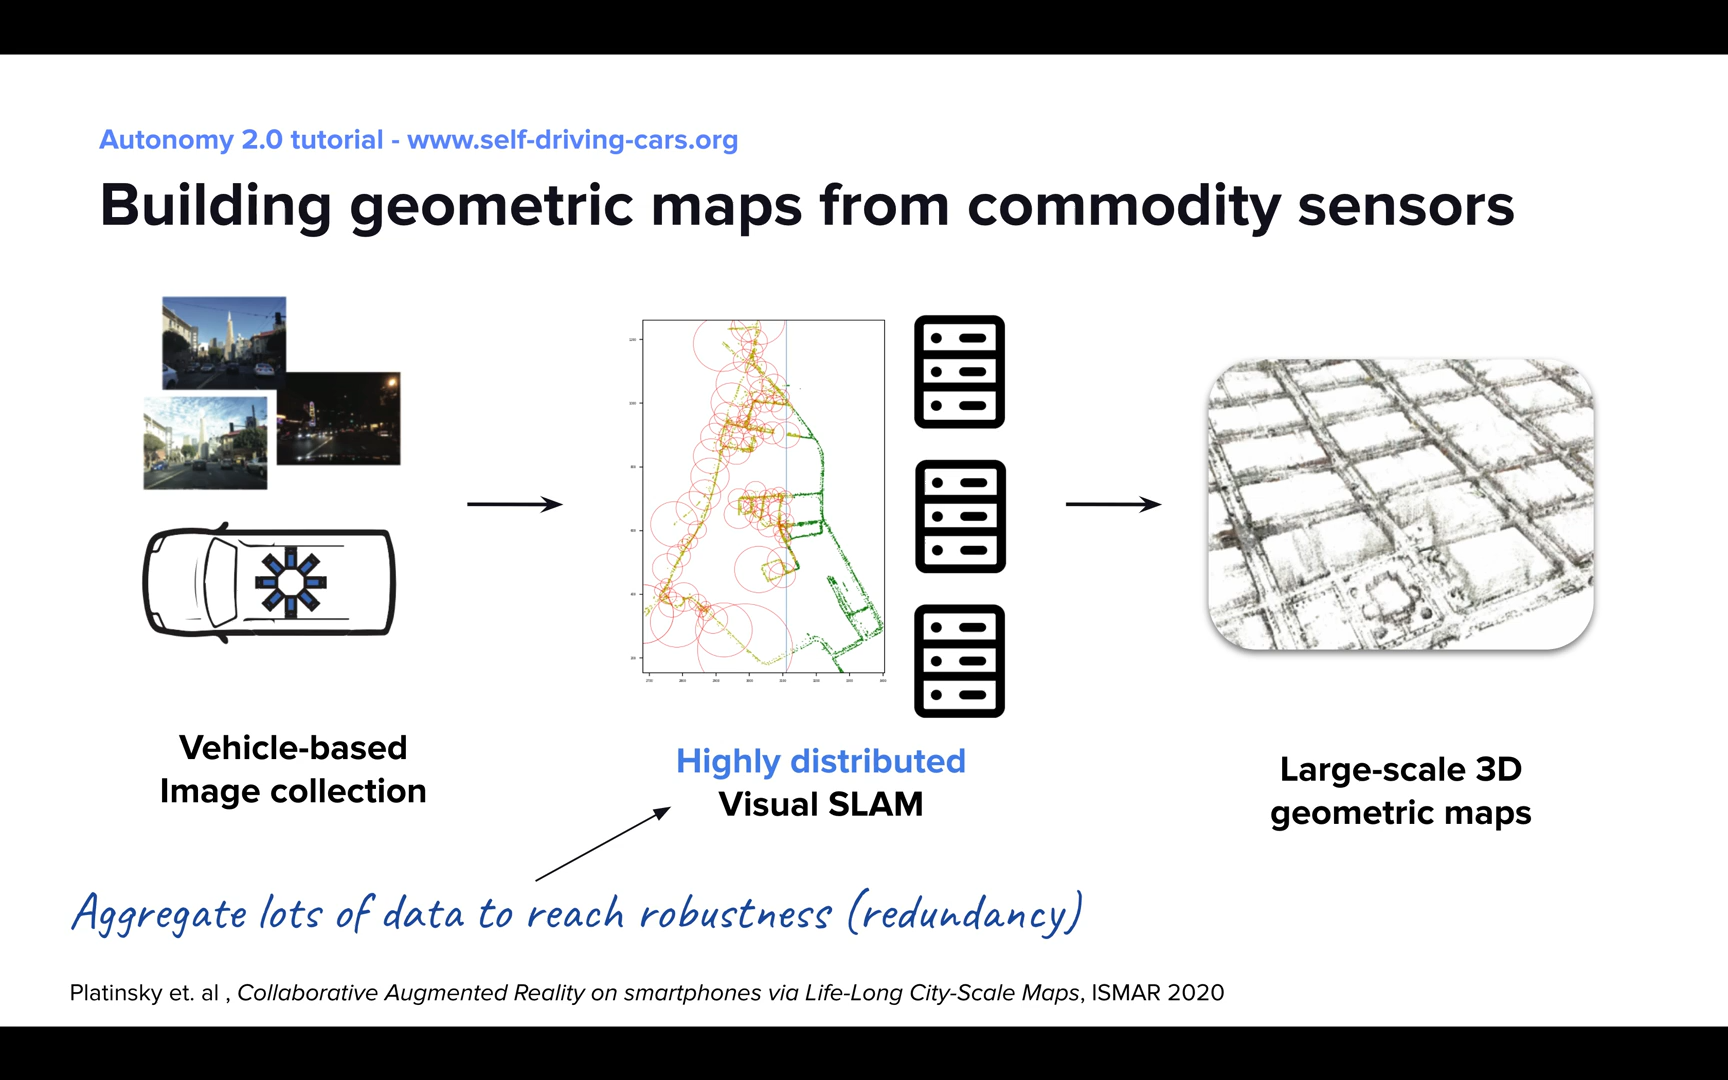 Autonomy 2.0 tutorial - www.self-driving-cars.org
Building geometric maps from commodity sensors
Vehicle-based
Image collection
Highly distributed
Visual SLAM
Large-scale 3D
geometric maps
Aggregate lots of data to reach robustness (redundancy)
Platinsky et. al , Collaborative Augmented Reality on smartphones via Life-Long City-Scale Maps, ISMAR 2020